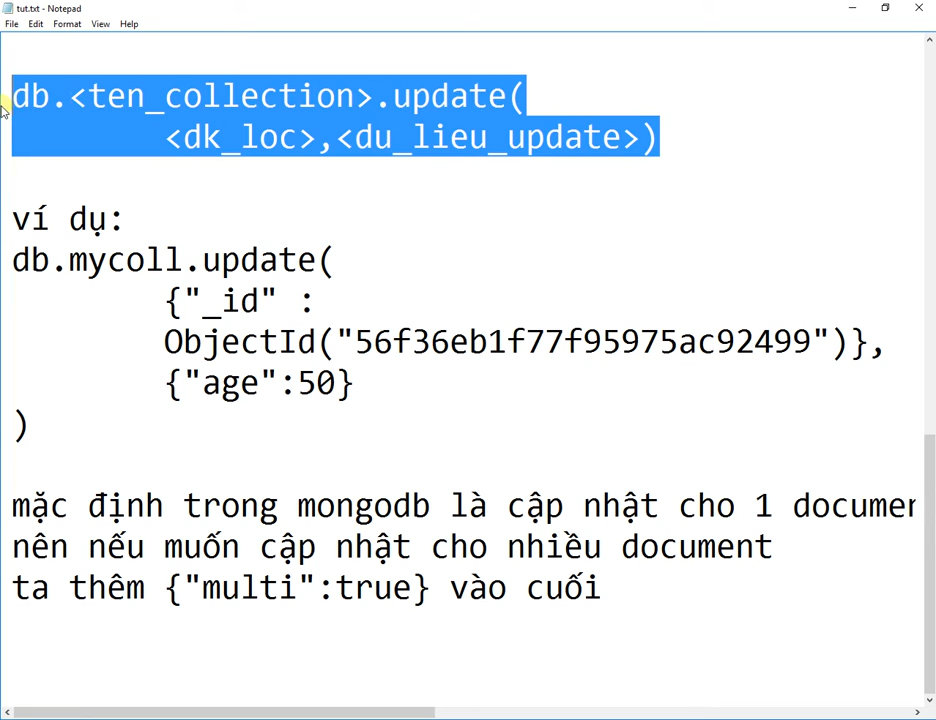 tut.txt - Notepad
File Edit Format View Help
db.<ten_collection>.update(
<dk_loc>,<du_lieu_update>)
ví dụ:
db.mycoll.update(
{"_id" :
ObjectId("56f36eb1f77f95975ac92499")},
{"age":50}
)
mặc định trong mongodb là cập nhật cho 1 documen
nên nếu muốn cập nhật cho nhiều document
ta thêm {"multi":true} vào cuối